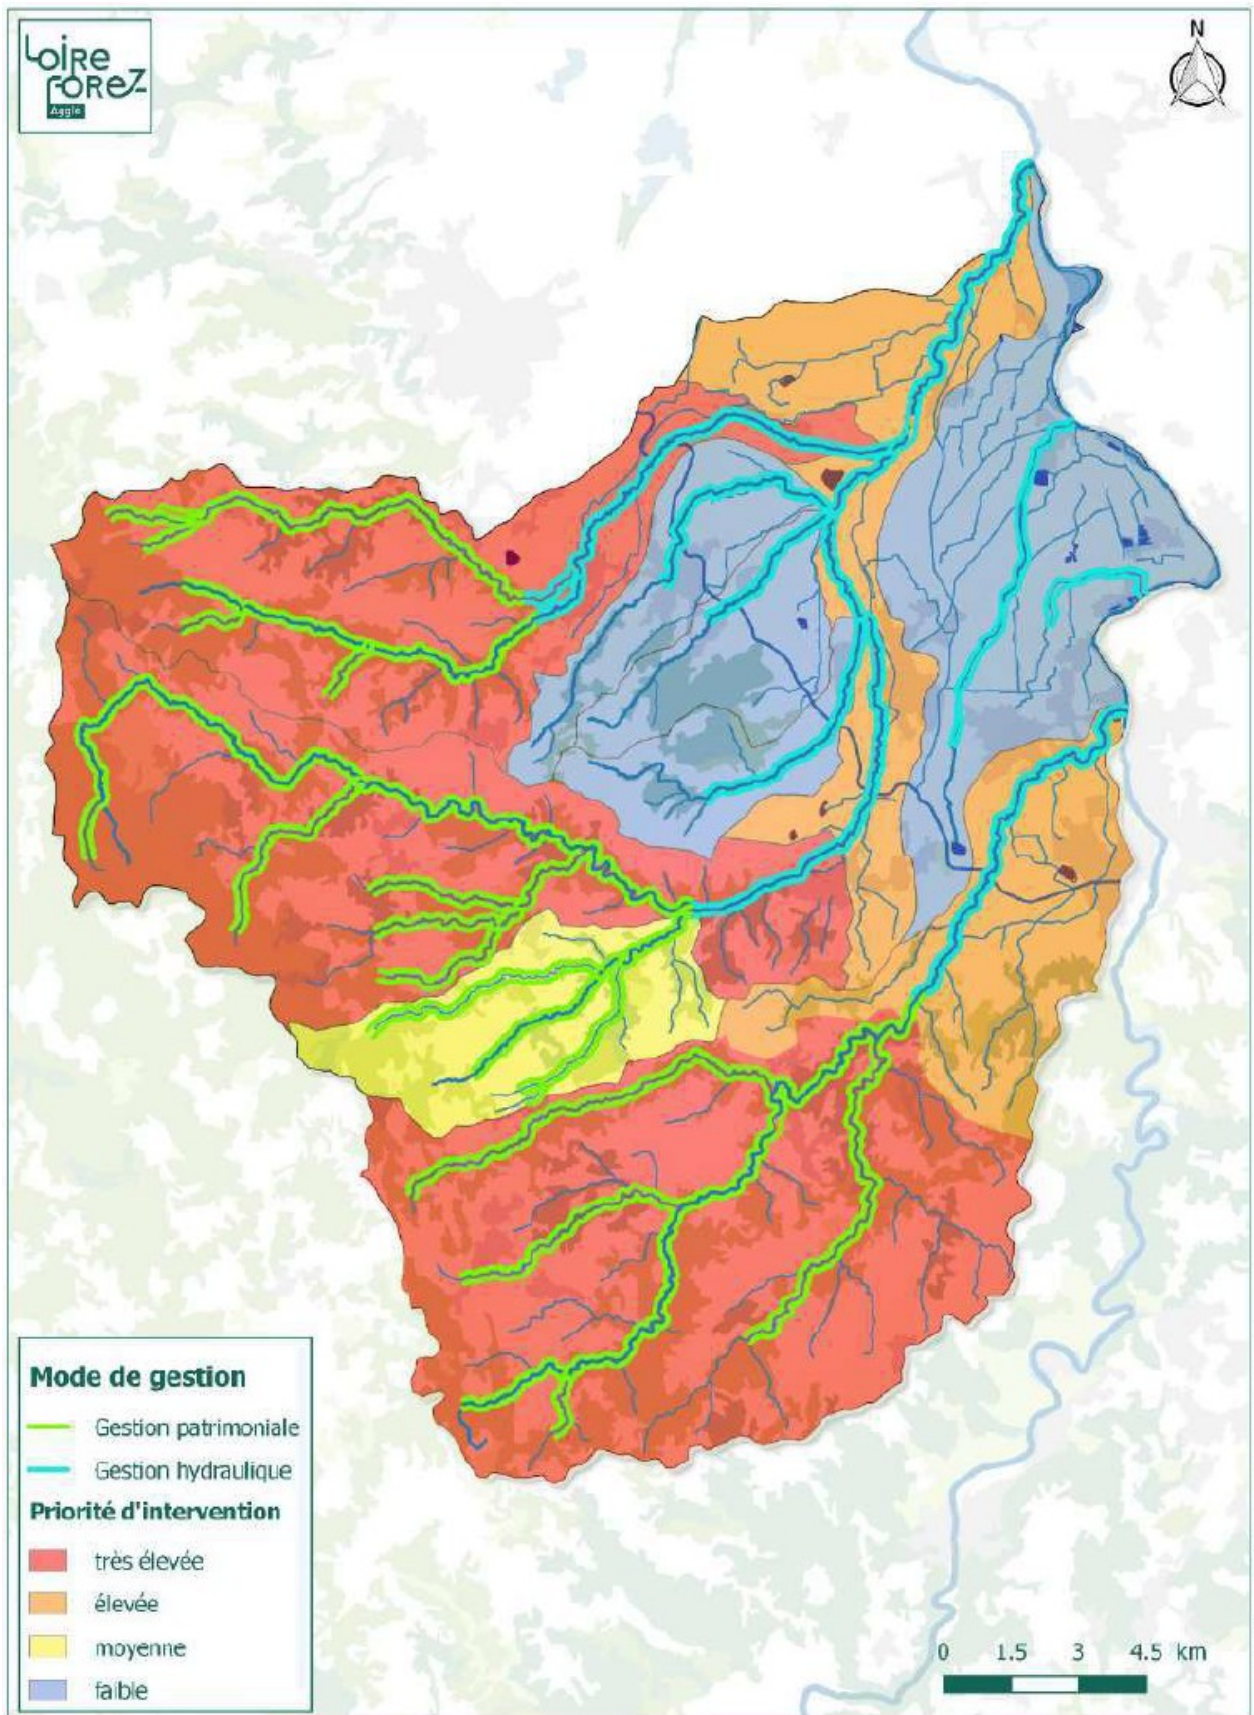 LOIRE
FOREZ
Agglo
N
Mode de gestion
Gestion patrimoniale
Gestion hydraulique
Priorité d'intervention
très élevée
élevée
moyenne
faible
0 1.5 3 4.5 km